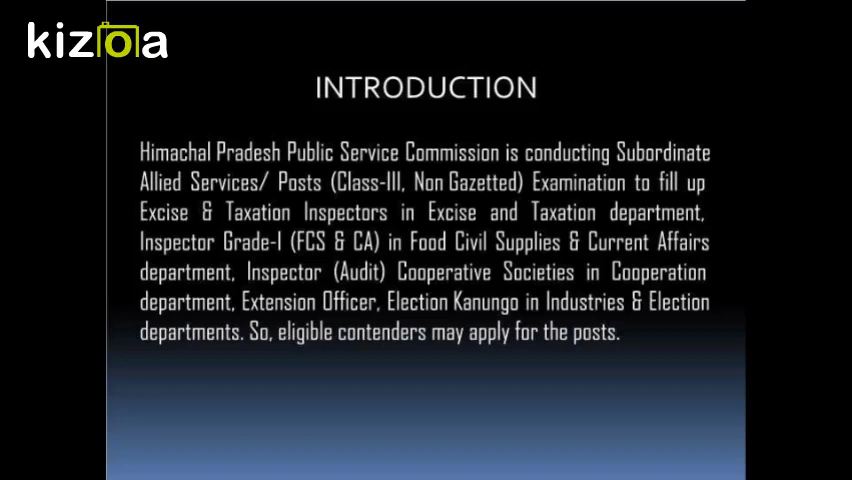 kizoa
INTRODUCTION
Himachal Pradesh Public Service Commission is conducting Subordinate
Allied Services/ Posts (Class-III, Non Gazetted) Examination to fill up
Excise & Taxation Inspectors in Excise and Taxation department,
Inspector Grade-I (FCS & CA) in Food Civil Supplies & Current Affairs
department, Inspector (Audit) Cooperative Societies in Cooperation
department, Extension Officer, Election Kanungo in Industries & Election
departments. So, eligible contenders may apply for the posts.